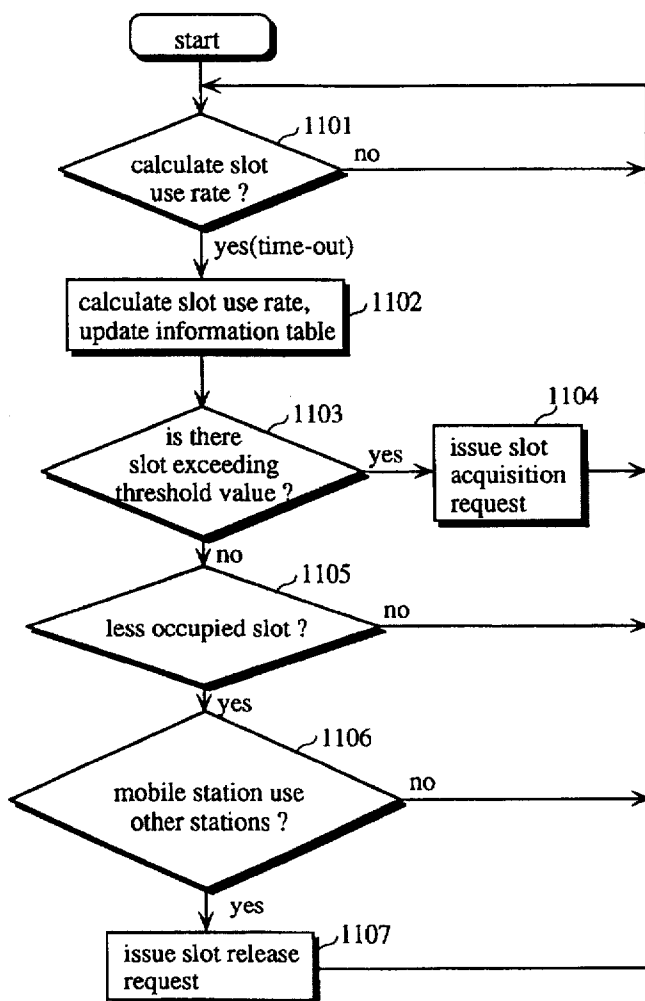 start
1101
calculate slot
use rate ?
no
yes(time-out)
calculate slot use rate,
update information table
1102
1103
is there
slot exceeding
threshold value ?
yes
1104
issue slot
acquisition
request
no
1105
less occupied slot ?
no
yes
1106
mobile station use
other stations ?
no
yes
1107
issue slot release
request